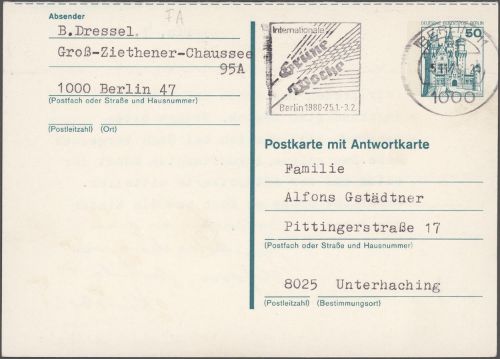 FA
Absender
B.Dressel
Groß-Ziethener-Chaussee
95A
1000 Berlin 47
(Postfach oder Straße und Hausnummer)
(Postleitzahl) (Ort)
Internationale
Grüne
Woche
Berlin 1980·25.1.-3.2.
DEUTSCHE BUNDESPOST BERLIN
50
BERLIN
1000
Postkarte mit Antwortkarte
Familie
Alfons Gstädtner
Pittingerstraße 17
(Postfach oder Straße und Hausnummer)
8025 Unterhaching
(Postleitzahl) (Bestimmungsort)